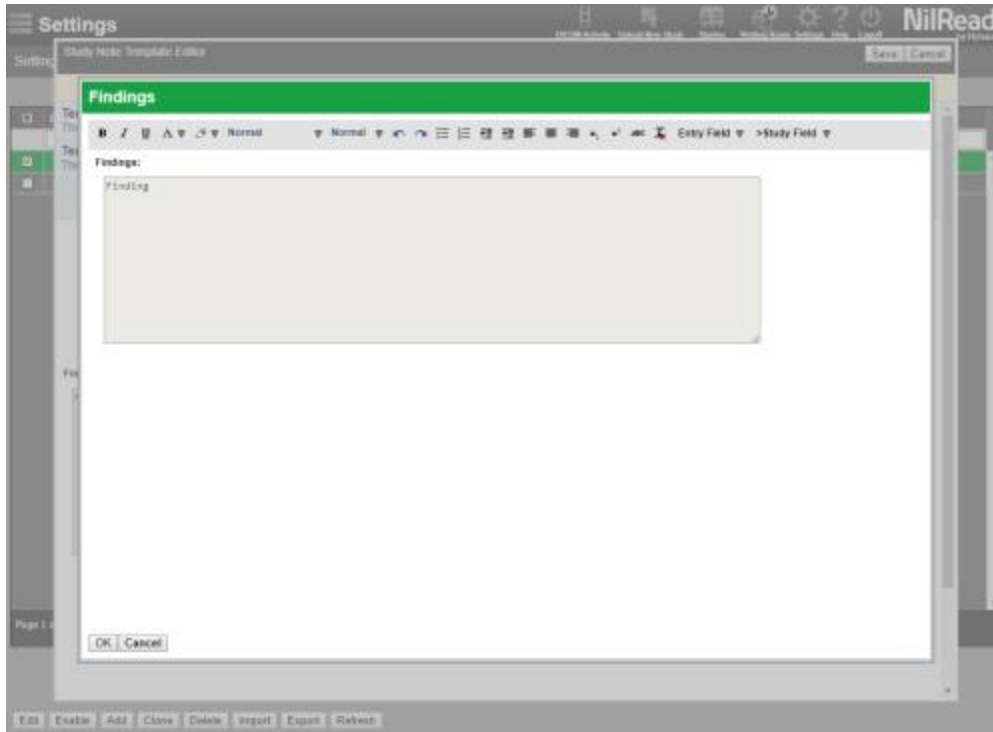 Settings
NilRead
Study Note Template Editor
Save Cancel
Findings
B I U A Normal Normal abc Entry Field >Study Field
Findings:
Finding
OK Cancel
Edit Enable Add Clone Delete Import Export Refresh